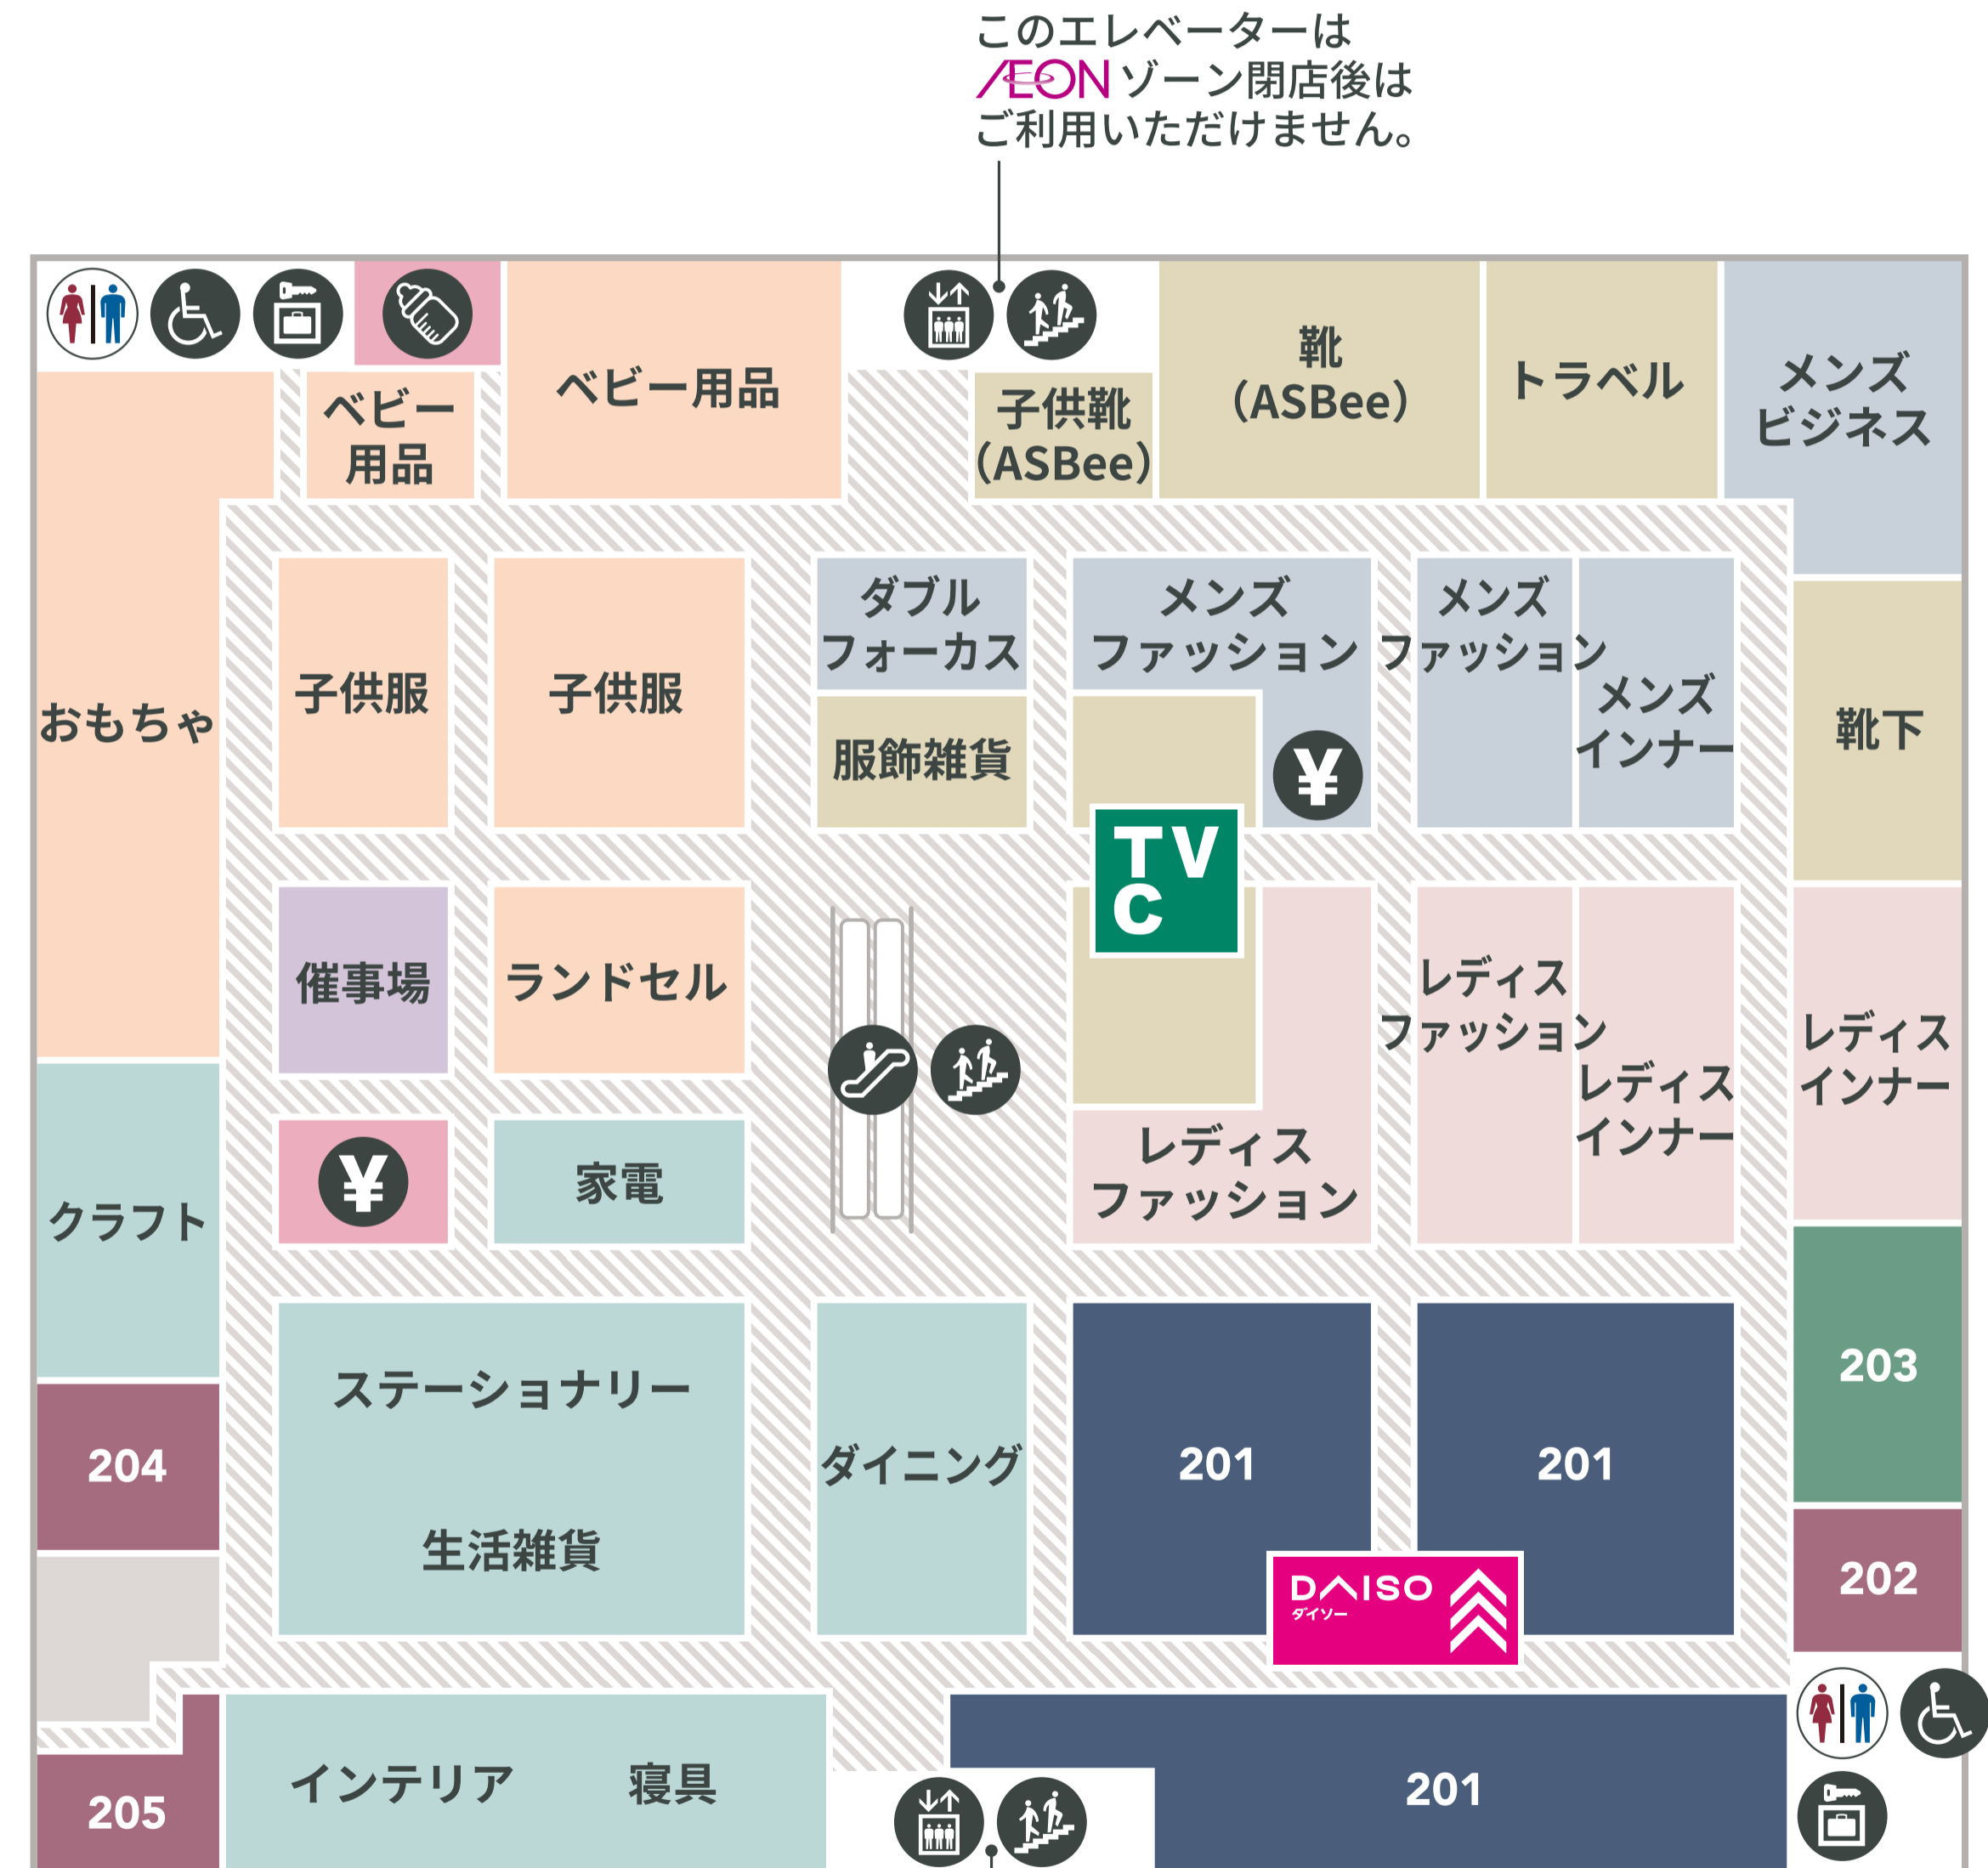 このエレベーターは
ÆON ゾーン開店後は
ご利用いただけません。
ベビー
用品
ベビー用品
子供靴
(ASBee)
靴
(ASBee)
トラベル
メンズ
ビジネス
おもちゃ
子供服
子供服
ダブル
フォーカス
服飾雑貨
メンズ
ファッション
¥
メンズ
ファッション
メンズ
インナー
靴下
TV
C
催事場
ランドセル
レディス
ファッション
レディス
ファッション
レディス
インナー
レディス
インナー
クラフト
¥
家電
ステーショナリー
生活雑貨
ダイニング
201
201
203
204
202
DAISO
ダイソー
205
インテリア
寝具
201